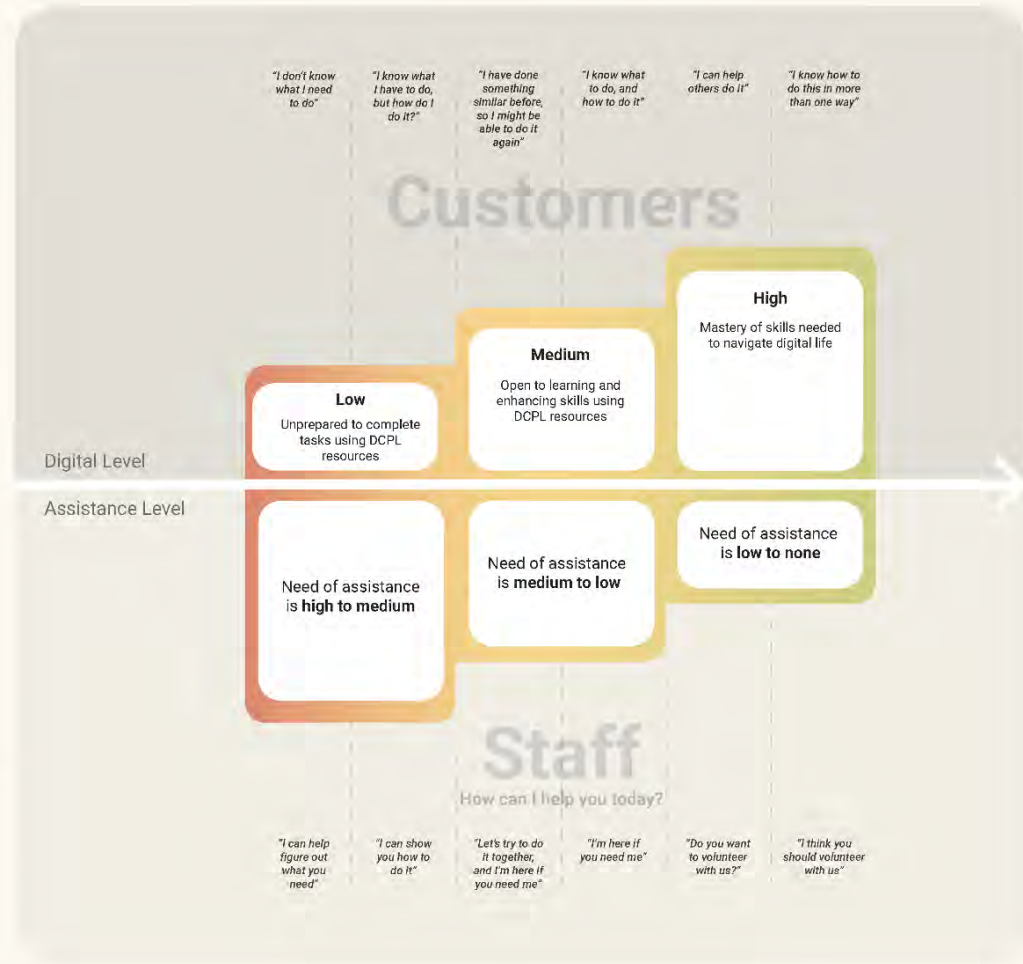 "I don't know
what I need
to do"
"I know what
I have to do,
but how do I
do it?"
"I have done
something
similar before,
so I might be
able to do it
again"
"I know what
to do, and
how to do it"
"I can help
others do it"
"I know how to
do this in more
than one way"
Customers
Low
Unprepared to complete
tasks using DCPL
resources
Medium
Open to learning and
enhancing skills using
DCPL resources
High
Mastery of skills needed
to navigate digital life
Digital Level
Assistance Level
Need of assistance
is high to medium
Need of assistance
is medium to low
Need of assistance
is low to none
Staff
How can I help you today?
"I can help
figure out
what you
need"
"I can show
you how to
do it"
"Let's try to do
it together,
and I'm here if
you need me"
"I'm here if
you need me"
"Do you want
to volunteer
with us?"
"I think you
should volunteer
with us"